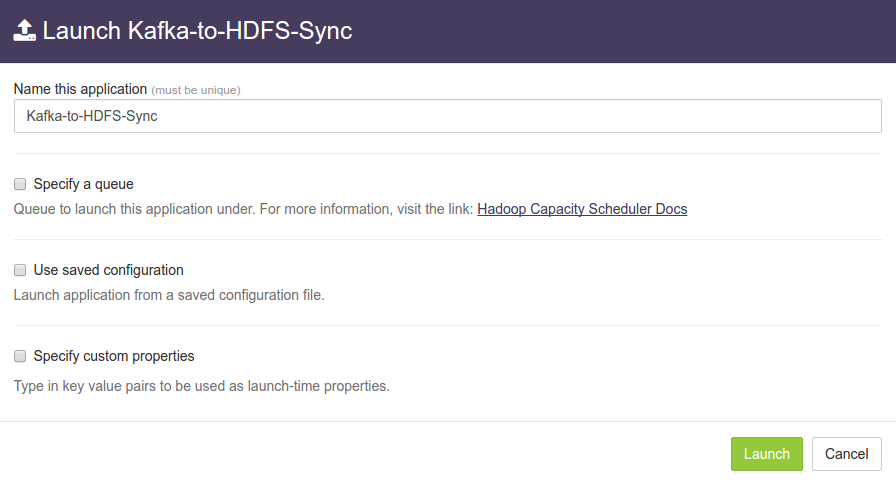 Launch Kafka-to-HDFS-Sync
Name this application (must be unique)
Kafka-to-HDFS-Sync
Specify a queue
Queue to launch this application under. For more information, visit the link: Hadoop Capacity Scheduler Docs
Use saved configuration
Launch application from a saved configuration file.
Specify custom properties
Type in key value pairs to be used as launch-time properties.
Launch Cancel